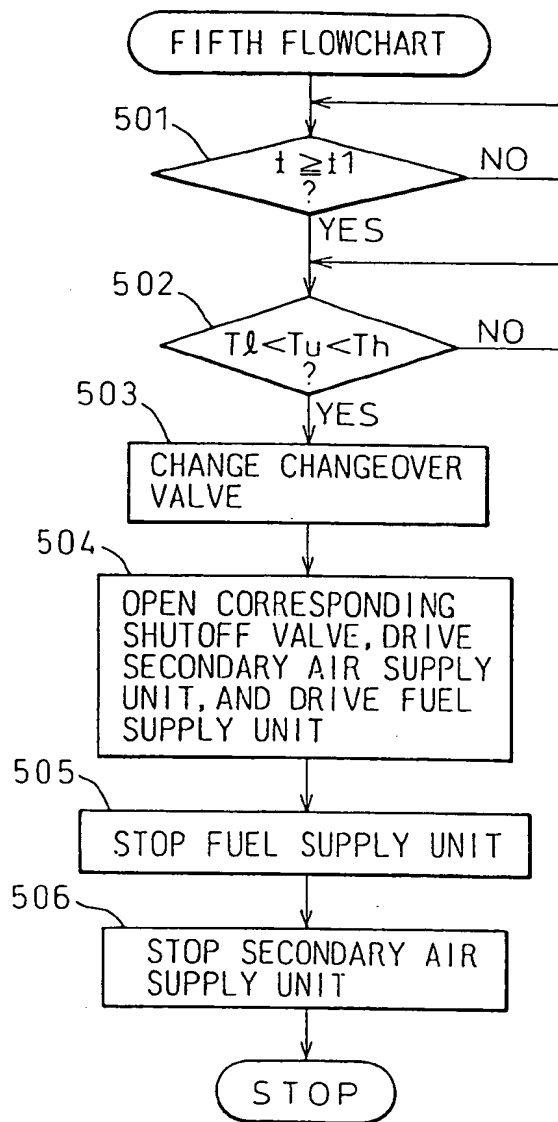 FIFTH FLOWCHART
501
t ≧ t1
?
NO
YES
502
Tℓ<Tu<Th
?
NO
YES
503
CHANGE CHANGEOVER
VALVE
504
OPEN CORRESPONDING
SHUTOFF VALVE, DRIVE
SECONDARY AIR SUPPLY
UNIT, AND DRIVE FUEL
SUPPLY UNIT
505
STOP FUEL SUPPLY UNIT
506
STOP SECONDARY AIR
SUPPLY UNIT
STOP